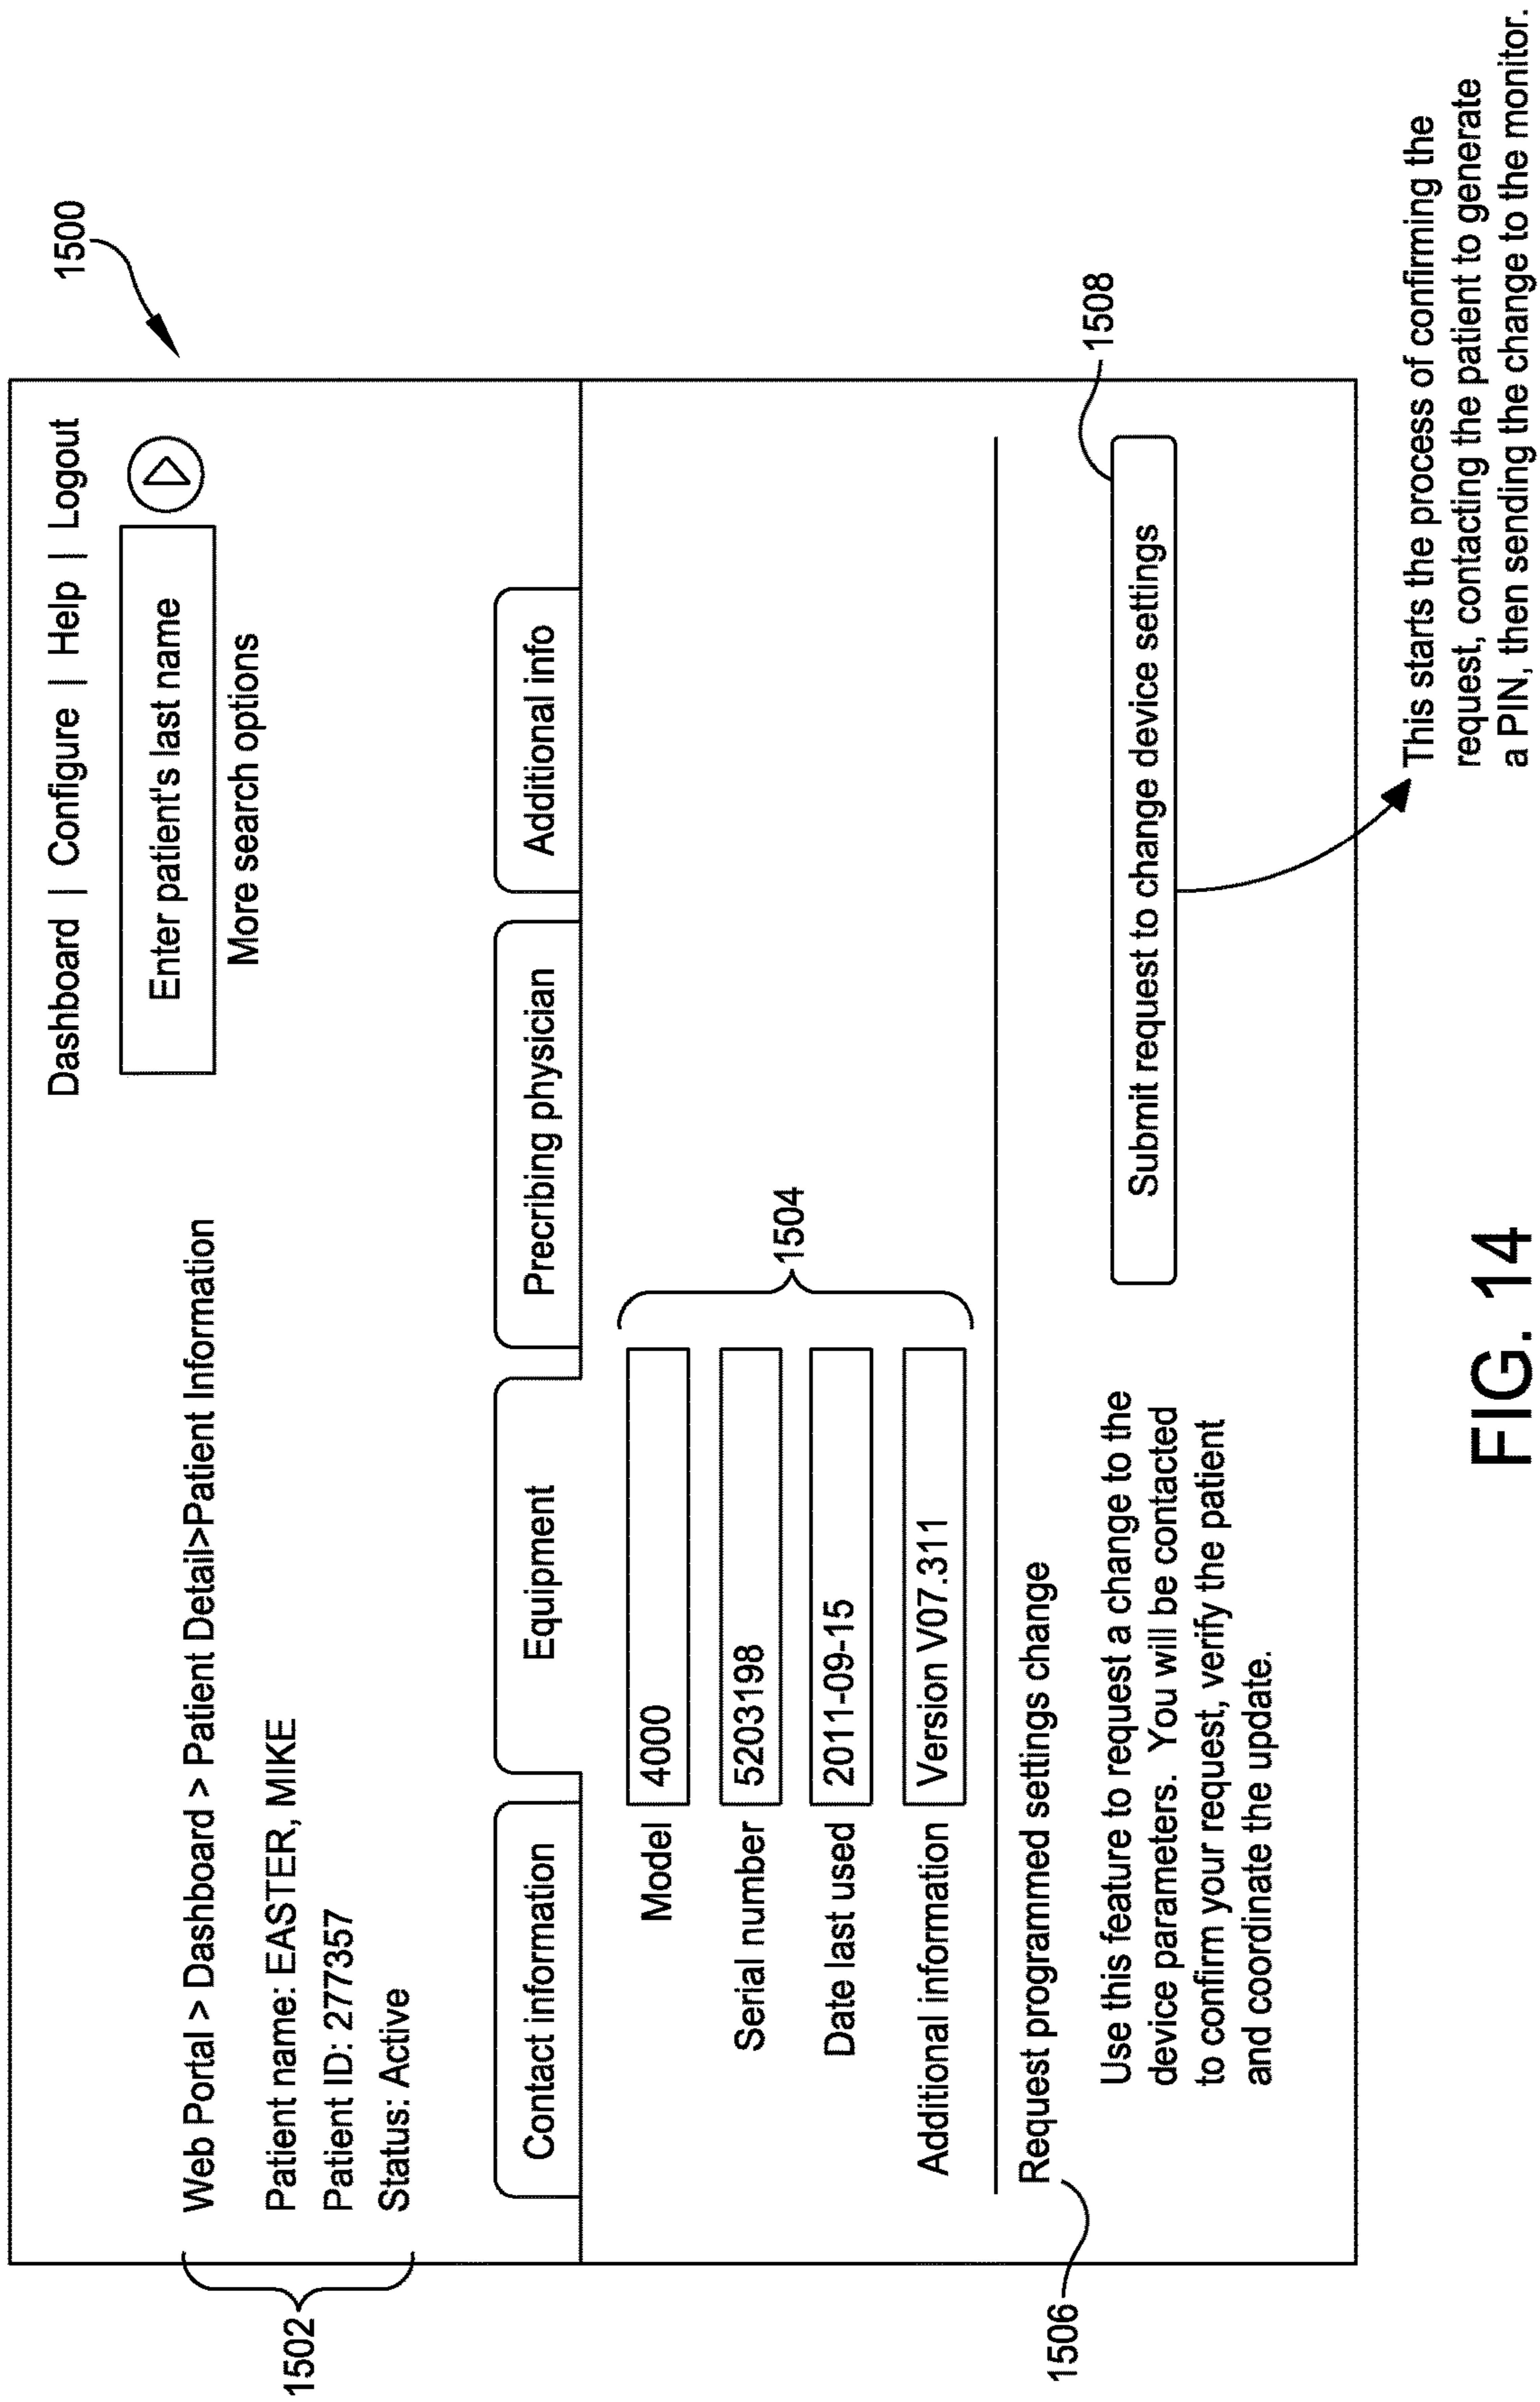 1500
Dashboard | Configure | Help | Logout
Enter patient's last name
More search options
Web Portal > Dashboard > Patient Detail>Patient Information
1502
Patient name: EASTER, MIKE
Patient ID: 277357
Status: Active
Contact information
Equipment
Precribing physician
Additional info
Model 4000
Serial number 5203198
Date last used 2011-09-15
Additional information Version V07.311
1504
Request programmed settings change
1506
Use this feature to request a change to the
device parameters. You will be contacted
to confirm your request, verify the patient
and coordinate the update.
1508
Submit request to change device settings
This starts the process of confirming the
request, contacting the patient to generate
a PIN, then sending the change to the monitor.
FIG. 14